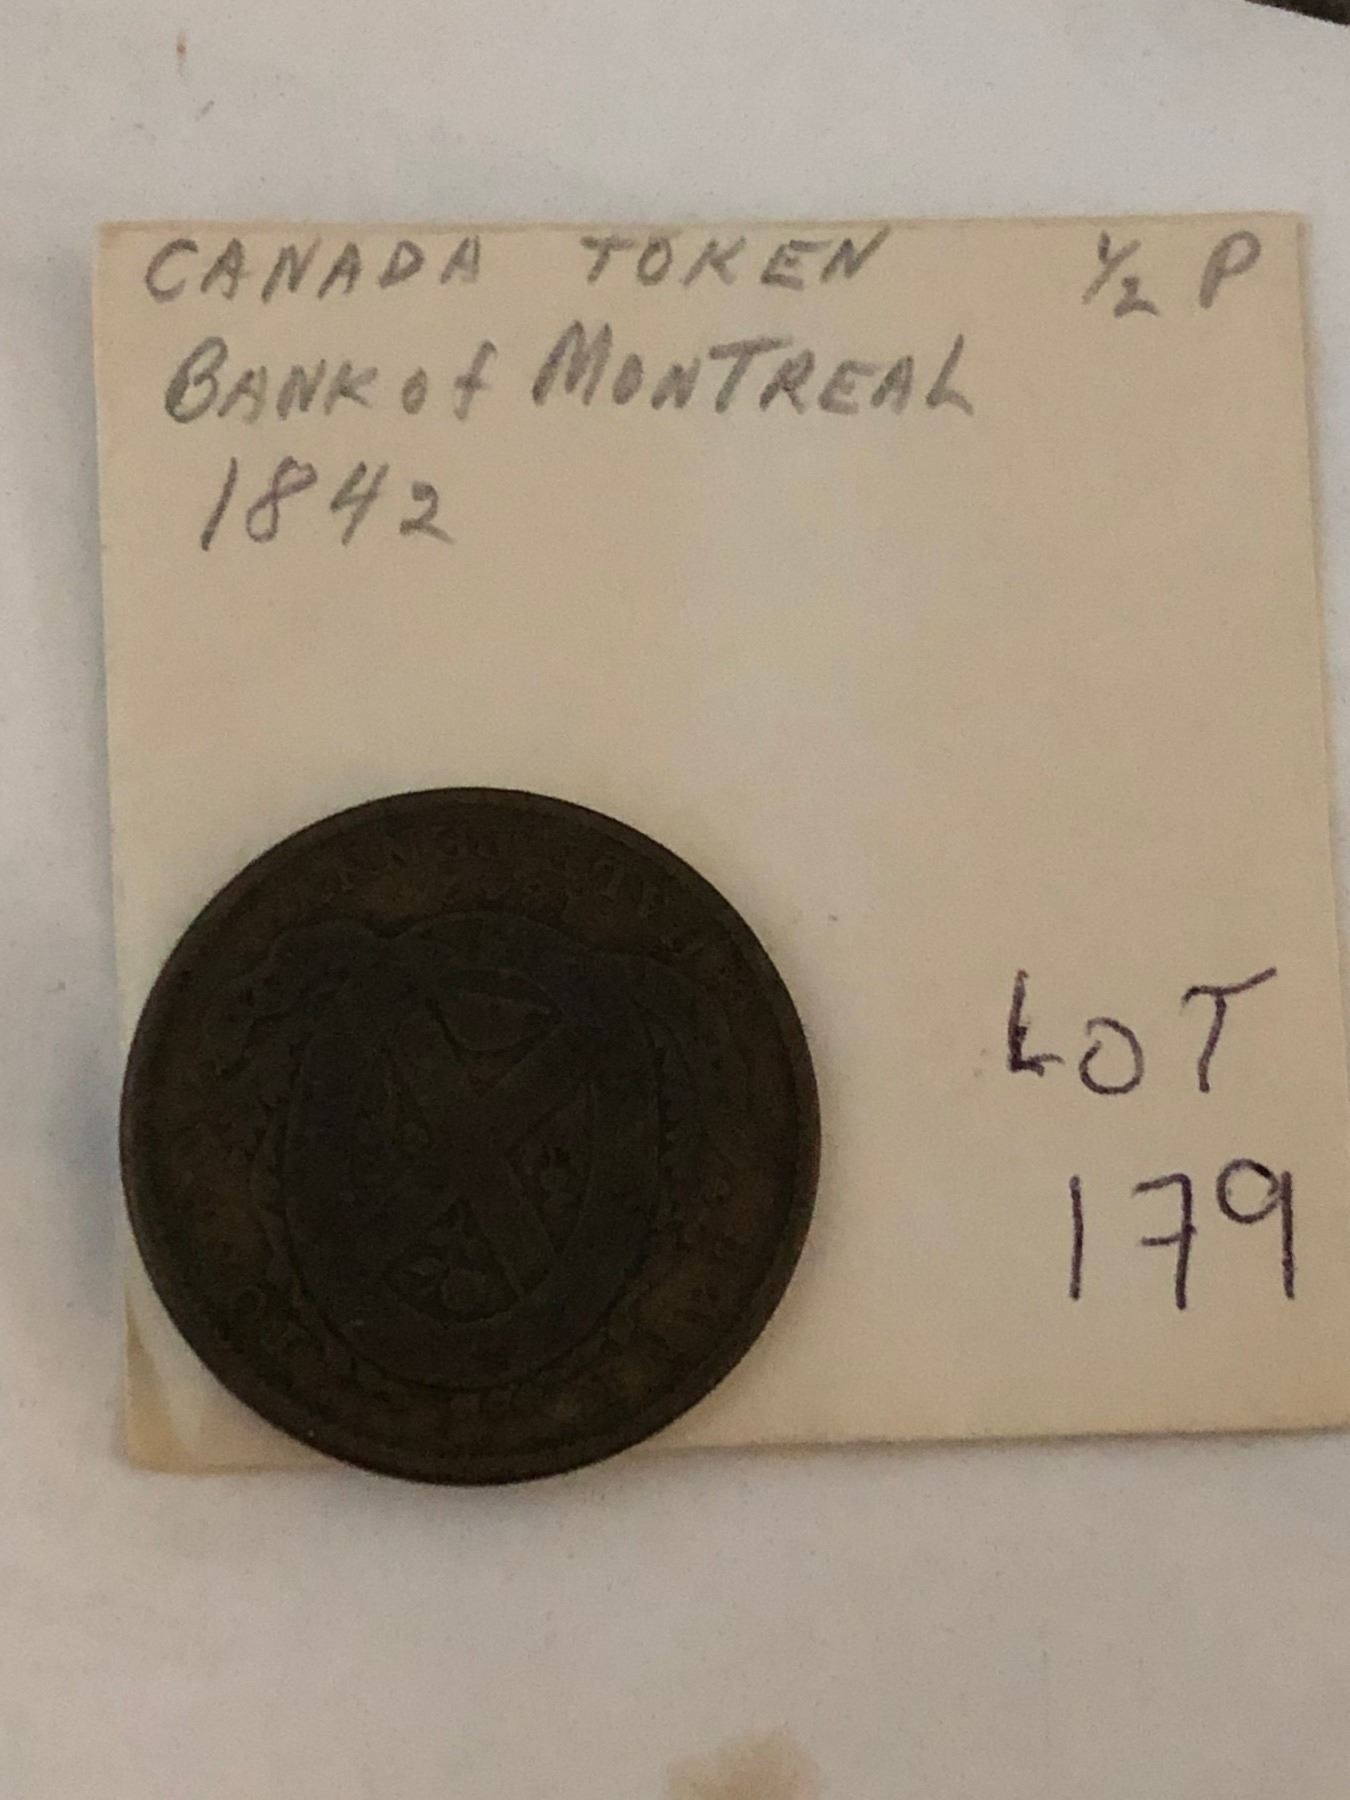 CANADA TOKEN ½ P
BANK of MONTREAL
1842
LOT
179